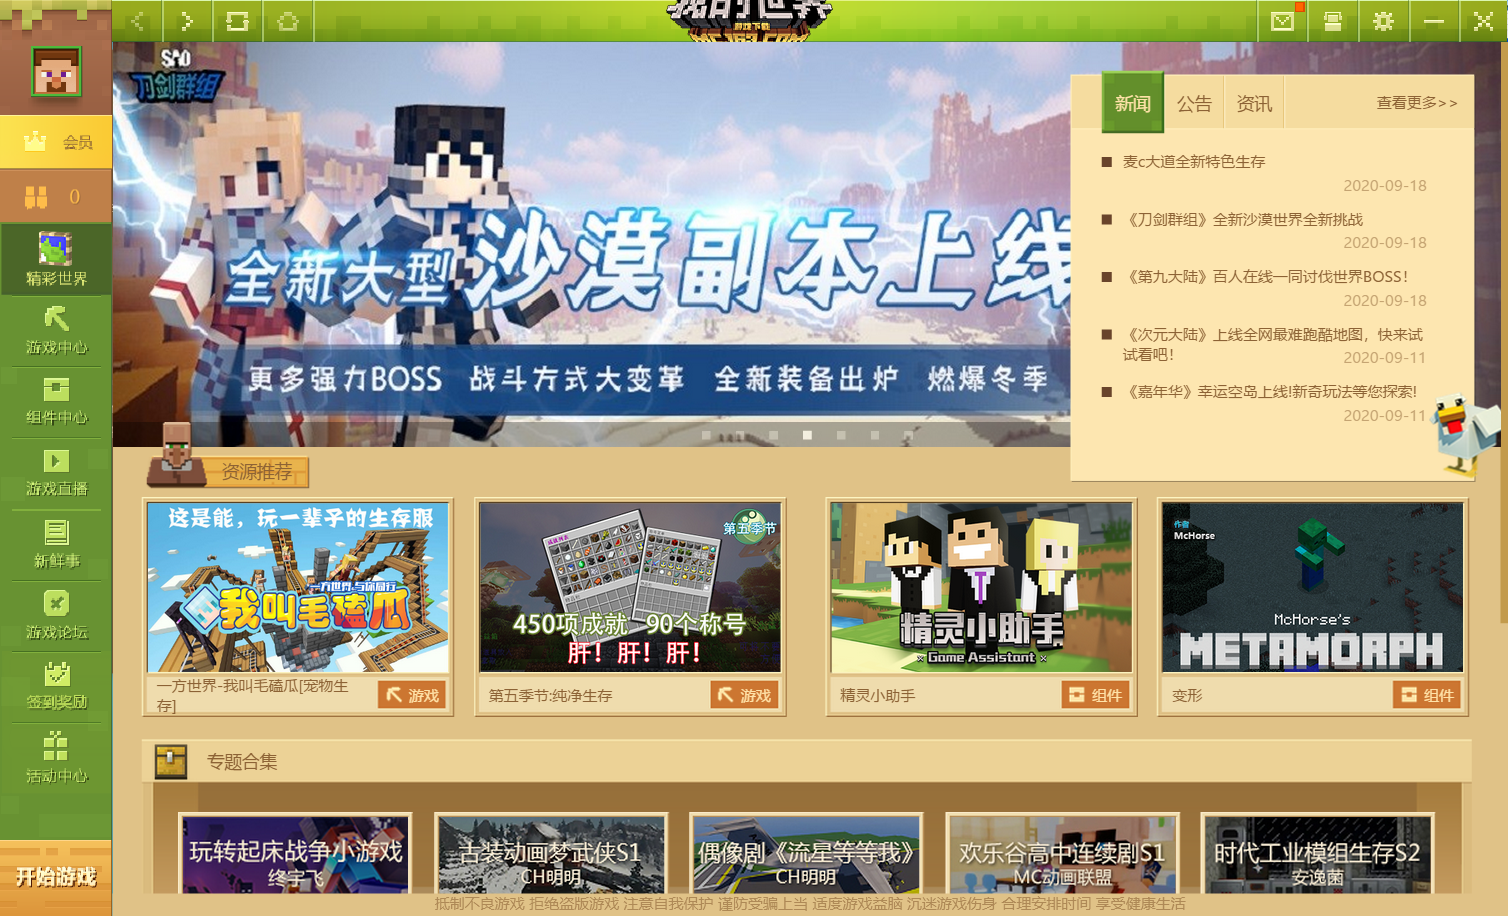 我的世界
游戏下载
会员
0
精彩世界
游戏中心
组件中心
游戏直播
新鲜事
游戏论坛
签到奖励
活动中心
开始游戏
SAO
刀剑群组
全新大型沙漠副本上线
更多强力BOSS 战斗方式大变革 全新装备出炉 燃爆冬季
新闻 公告 资讯 查看更多>>
麦c大道全新特色生存
2020-09-18
《刀剑群组》全新沙漠世界全新挑战
2020-09-18
《第九大陆》百人在线一同讨伐世界BOSS！
2020-09-18
《次元大陆》上线全网最难跑酷地图，快来试
试看吧！
2020-09-11
《嘉年华》幸运空岛上线!新奇玩法等您探索!
2020-09-11
资源推荐
这是能，玩一辈子的生存服
一方世界,与你同行
我叫毛磕瓜
一方世界-我叫毛磕瓜[宠物生
存]
游戏
第五季节
450项成就 90个称号
肝！肝！肝！
第五季节:纯净生存
游戏
精灵小助手
× Game Assistant ×
精灵小助手
组件
作者
McHorse
McHorse's
METAMORPH
变形
组件
专题合集
玩转起床战争小游戏
终宇飞
古装动画梦武侠S1
CH明明
偶像剧《流星等等我》
CH明明
欢乐谷高中连续剧S1
MC动画联盟
时代工业模组生存S2
安逸菌
抵制不良游戏 拒绝盗版游戏 注意自我保护 谨防受骗上当 适度游戏益脑 沉迷游戏伤身 合理安排时间 享受健康生活